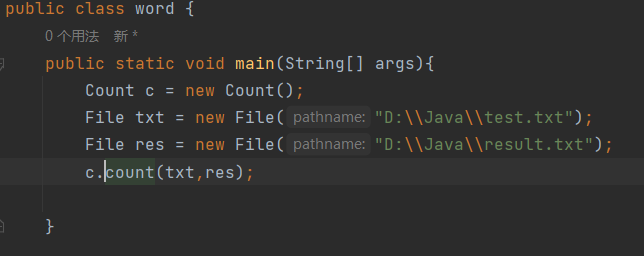 public class word {
0 个用法 新 *
public static void main(String[] args){
Count c = new Count();
File txt = new File( pathname: "D:\\Java\\test.txt");
File res = new File( pathname: "D:\\Java\\result.txt");
c.count(txt,res);
}